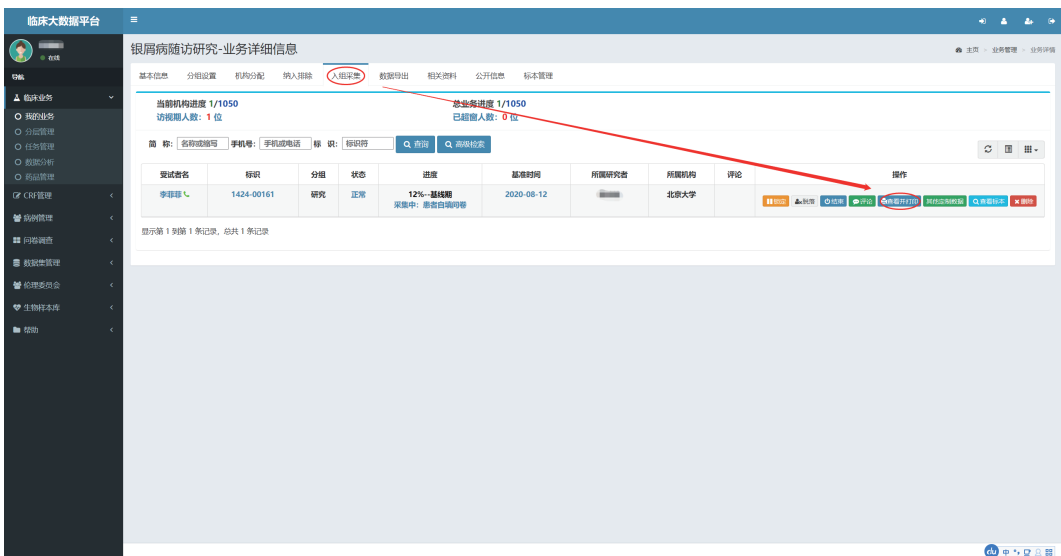 临床大数据平台
在线
导航
银屑病随访研究-业务详细信息
主页 > 业务管理 > 业务详情
临床业务
我的业务
分层管理
任务管理
数据分析
药品管理
CRF管理
病例管理
问卷调查
数据集管理
伦理委员会
生物样本库
帮助
基本信息 分组设置 机构分配 纳入排除 入组采集 数据导出 相关资料 公开信息 标本管理
当前机构进度 1/1050 总业务进度 1/1050
访视期人数：1 位 已超窗人数：0 位
简 称: 名称或缩写 手机号: 手机或电话 标 识: 标识符 查询 高级检索
受试者名 标识 分组 状态 进度 基准时间 所属研究者 所属机构 评论 操作
李菲菲 1424-00161 研究 正常 12%--基线期 2020-08-12 北京大学 锁定 脱落 结束 评论 查看并打印 其他定制数据 查看标本 删除
采集中：患者自填问卷
显示第 1 到第 1 条记录，总共 1 条记录
du 中